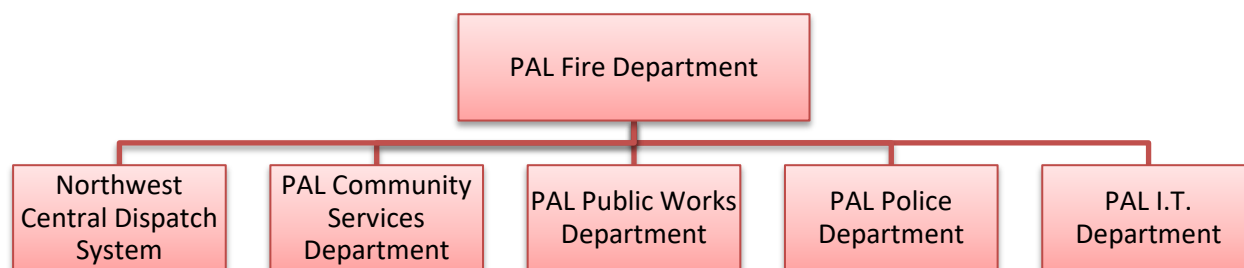 PAL Fire Department
Northwest
Central Dispatch
System
PAL Community
Services
Department
PAL Public Works
Department
PAL Police
Department
PAL I.T.
Department